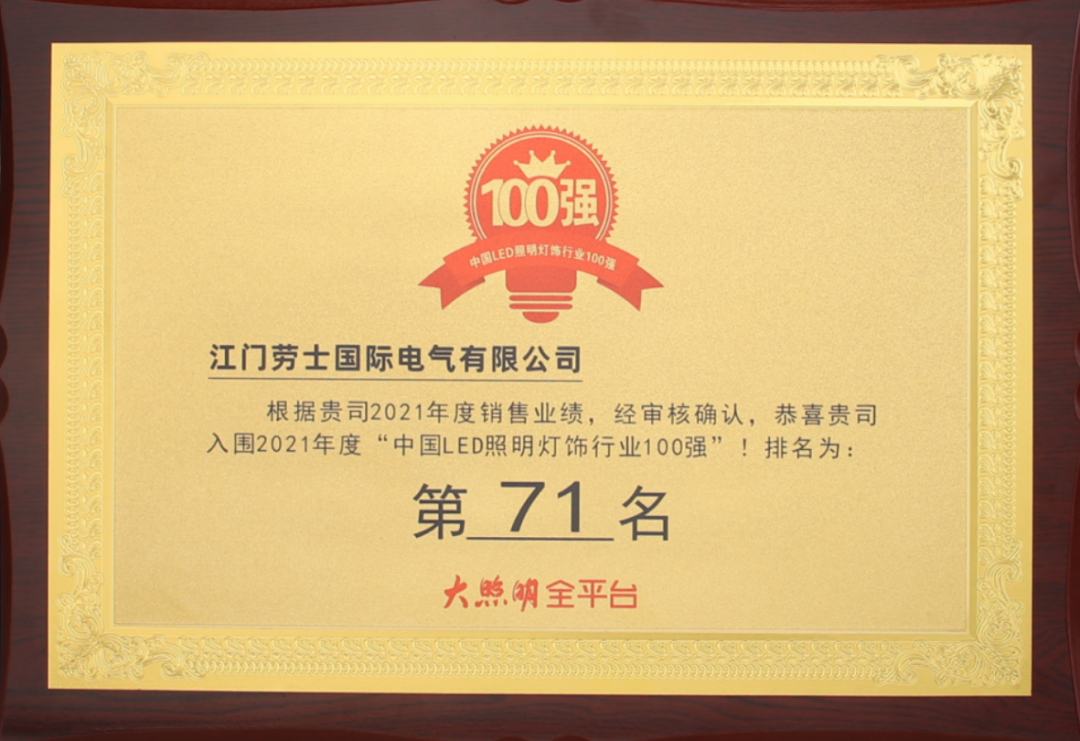 100强
中国LED照明灯饰行业100强
江门劳士国际电气有限公司
根据贵司2021年度销售业绩，经审核确认，恭喜贵司
入围2021年度“中国LED照明灯饰行业100强”！排名为：
第 71 名
大照明全平台